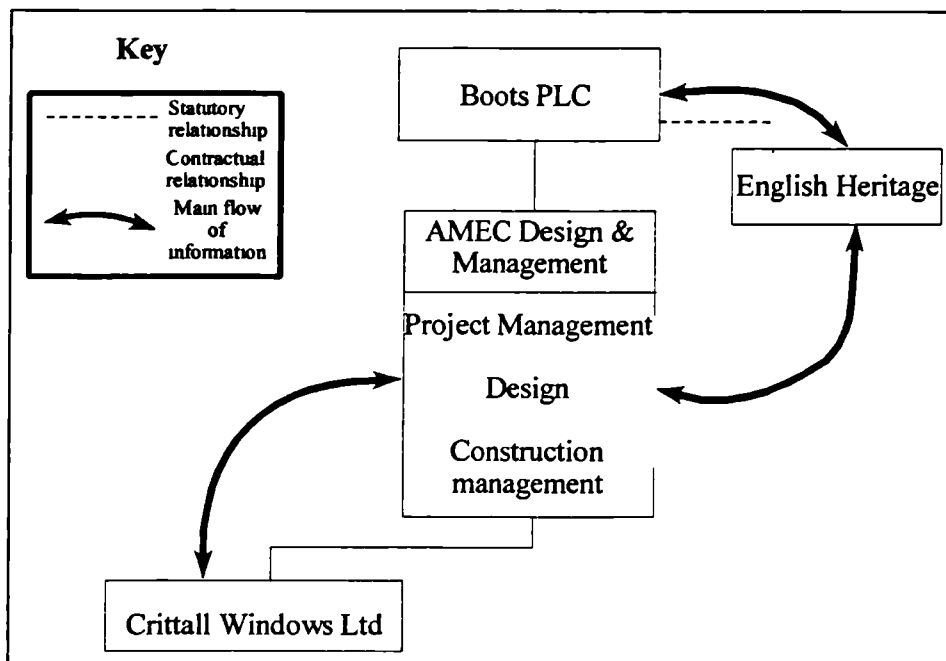 Key
Statutory
relationship
Contractual
relationship
Main flow
of
information
Boots PLC
English Heritage
AMEC Design &
Management
Project Management
Design
Construction
management
Crittall Windows Ltd